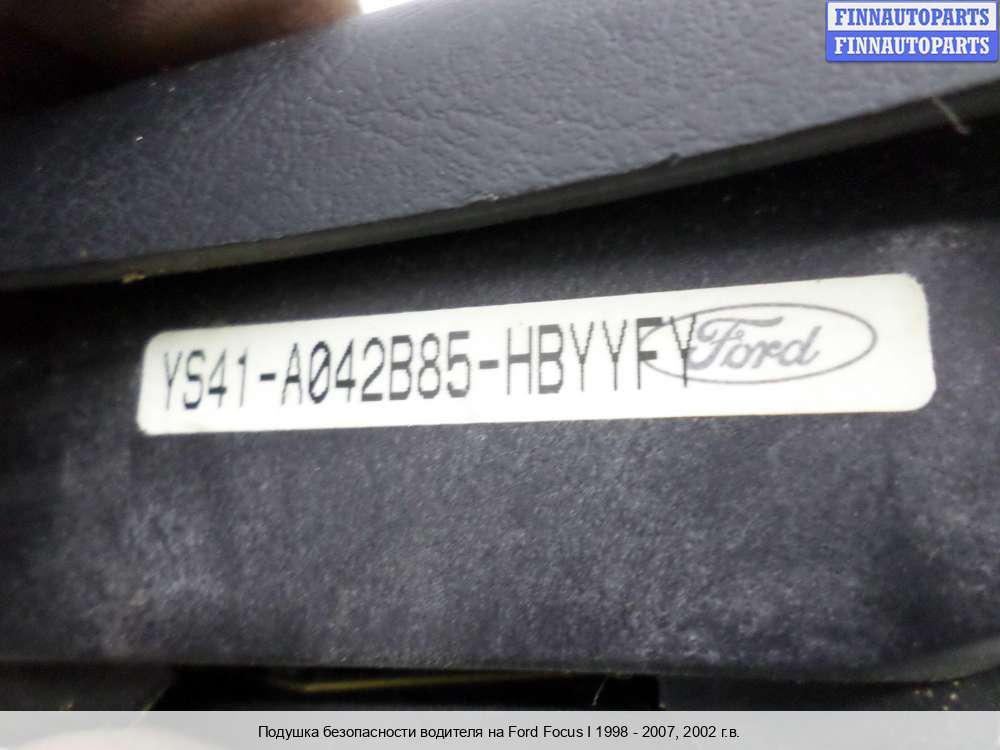 FINNAUTOPARTS
FINNAUTOPARTS
YS41-A042B85-HBYYFY Ford
Подушка безопасности водителя на Ford Focus I 1998 - 2007, 2002 г.в.